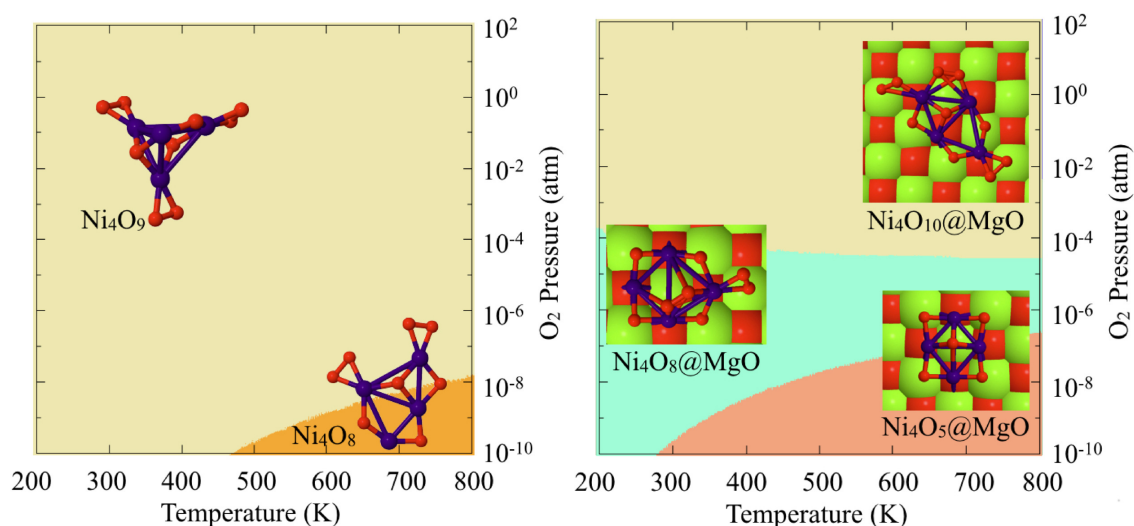 10²
10⁰
10⁻²
10⁻⁴
10⁻⁶
10⁻⁸
10⁻¹⁰
O₂ Pressure (atm)
Ni₄O₉
Ni₄O₈
200 300 400 500 600 700 800
Temperature (K)
10²
10⁰
10⁻²
10⁻⁴
10⁻⁶
10⁻⁸
10⁻¹⁰
O₂ Pressure (atm)
Ni₄O₁₀@MgO
Ni₄O₈@MgO
Ni₄O₅@MgO
200 300 400 500 600 700 800
Temperature (K)